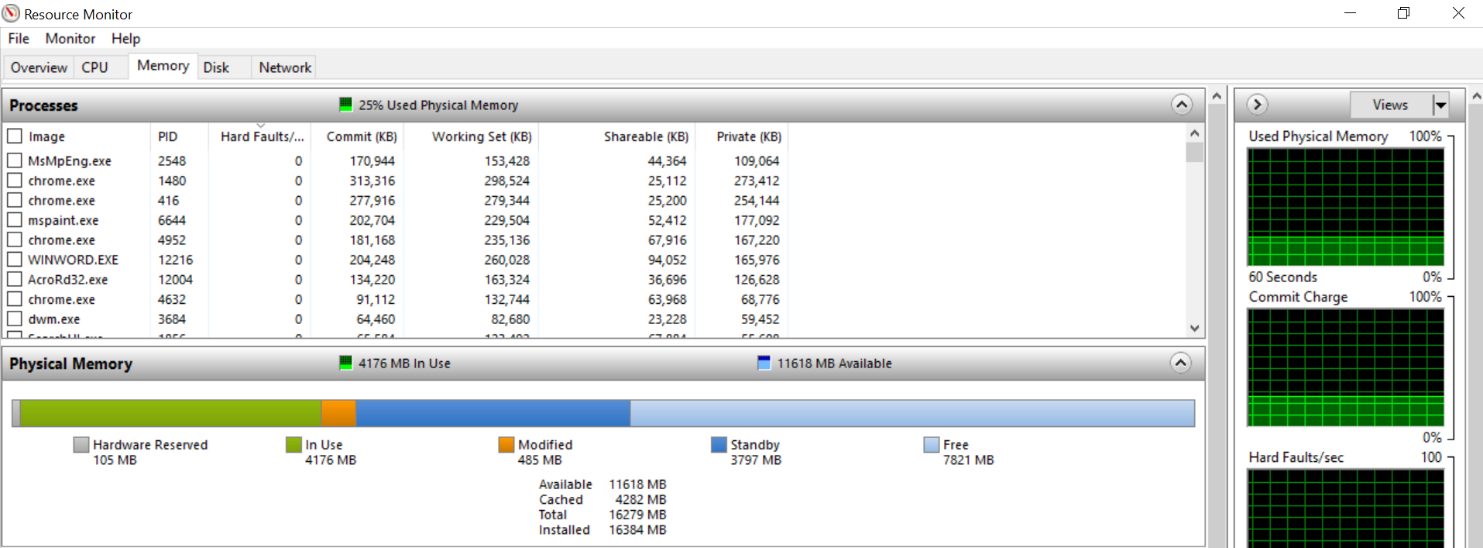 Resource Monitor
File Monitor Help
Overview CPU Memory Disk Network
Processes 25% Used Physical Memory
Image PID Hard Faults/... Commit (KB) Working Set (KB) Shareable (KB) Private (KB)
MsMpEng.exe 2548 0 170,944 153,428 44,364 109,064
chrome.exe 1480 0 313,316 298,524 25,112 273,412
chrome.exe 416 0 277,916 279,344 25,200 254,144
mspaint.exe 6644 0 202,704 229,504 52,412 177,092
chrome.exe 4952 0 181,168 235,136 67,916 167,220
WINWORD.EXE 12216 0 204,248 260,028 94,052 165,976
AcroRd32.exe 12004 0 134,220 163,324 36,696 126,628
chrome.exe 4632 0 91,112 132,744 63,968 68,776
dwm.exe 3684 0 64,460 82,680 23,228 59,452
Physical Memory 4176 MB In Use 11618 MB Available
Hardware Reserved In Use Modified Standby Free
105 MB 4176 MB 485 MB 3797 MB 7821 MB
Available 11618 MB
Cached 4282 MB
Total 16279 MB
Installed 16384 MB
Views
Used Physical Memory 100%
60 Seconds 0%
Commit Charge 100%
0%
Hard Faults/sec 100